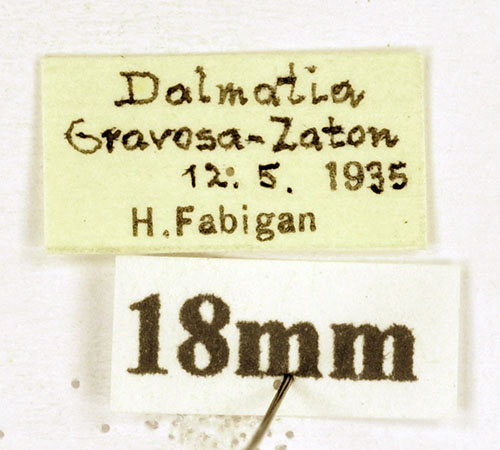 Dalmatia
Gravosa-Zaton
12. 5. 1935
H. Fabigan
18mm